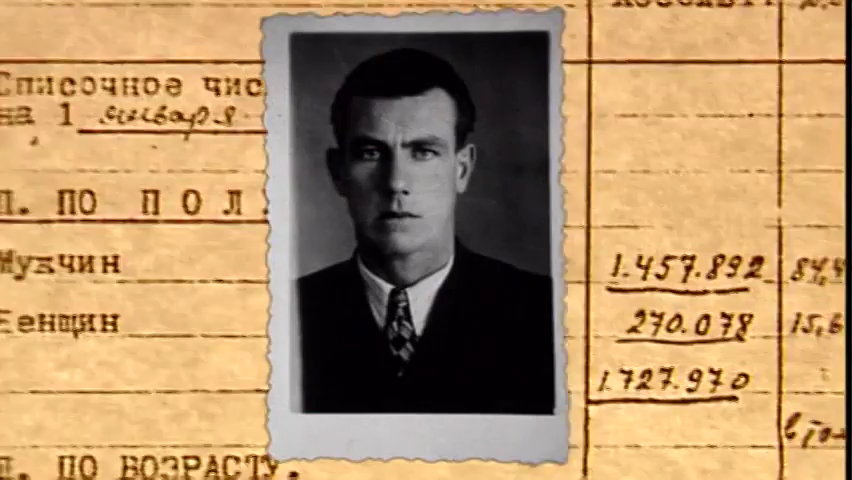 Списочное чис
на 1 января
П. ПО ПОЛ
Мужчин 1.457.892 84,4
Женщин 270.078 15,6
1.727.970
в том
П. ПО ВОЗРАСТУ.